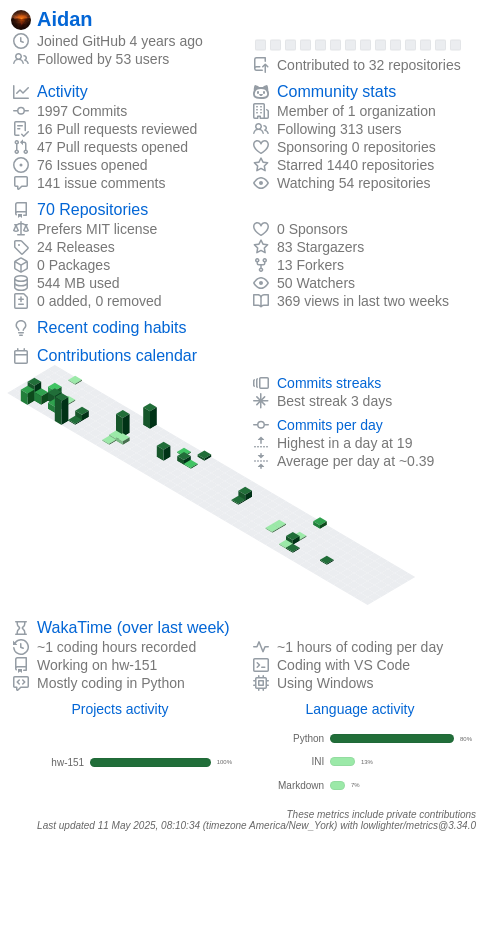 Aidan
Joined GitHub 4 years ago
Followed by 53 users
Contributed to 32 repositories
Activity
1997 Commits
16 Pull requests reviewed
47 Pull requests opened
76 Issues opened
141 issue comments
Community stats
Member of 1 organization
Following 313 users
Sponsoring 0 repositories
Starred 1440 repositories
Watching 54 repositories
70 Repositories
Prefers MIT license
24 Releases
0 Packages
544 MB used
0 added, 0 removed
0 Sponsors
83 Stargazers
13 Forkers
50 Watchers
369 views in last two weeks
Recent coding habits
Contributions calendar
Commits streaks
Best streak 3 days
Commits per day
Highest in a day at 19
Average per day at ~0.39
WakaTime (over last week)
~1 coding hours recorded
Working on hw-151
Mostly coding in Python
~1 hours of coding per day
Coding with VS Code
Using Windows
Projects activity
hw-151 100%
Language activity
Python 80%
INI 13%
Markdown 7%
These metrics include private contributions
Last updated 11 May 2025, 08:10:34 (timezone America/New_York) with lowlighter/metrics@3.34.0